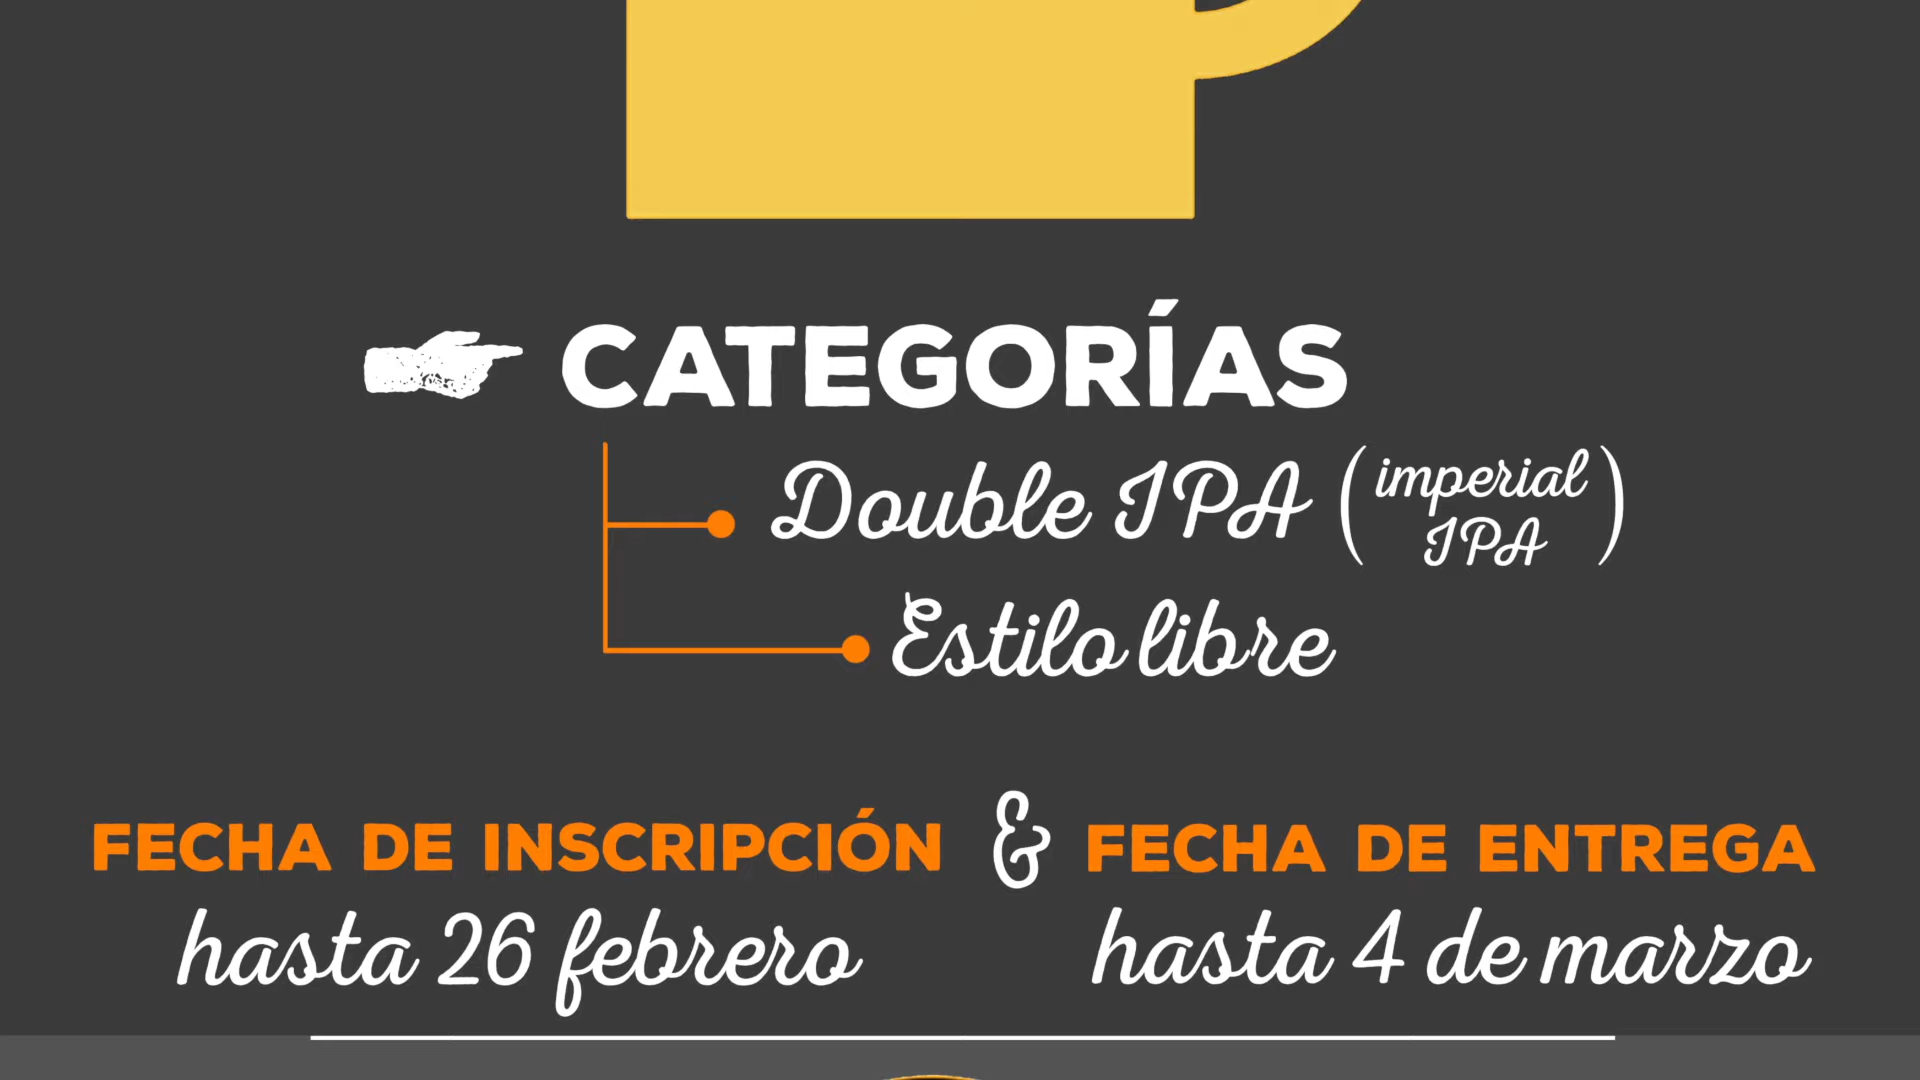 CATEGORÍAS
Double IPA (imperial IPA)
Estilo libre
FECHA DE INSCRIPCIÓN & FECHA DE ENTREGA
hasta 26 febrero
hasta 4 de marzo